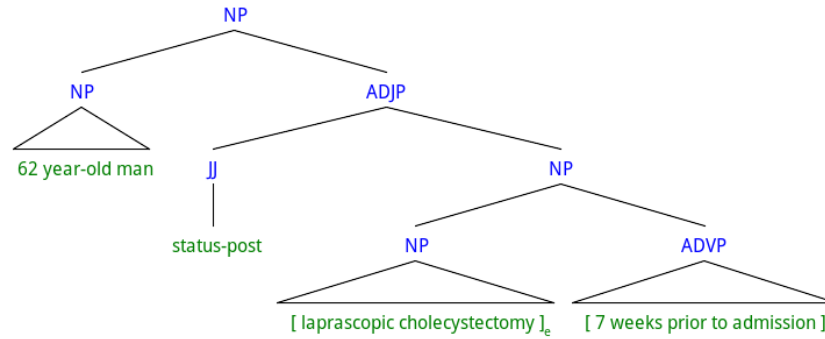 NP
NP ADJP
62 year-old man JJ NP
status-post NP ADVP
[ laprascopic cholecystectomy ]e [ 7 weeks prior to admission ]